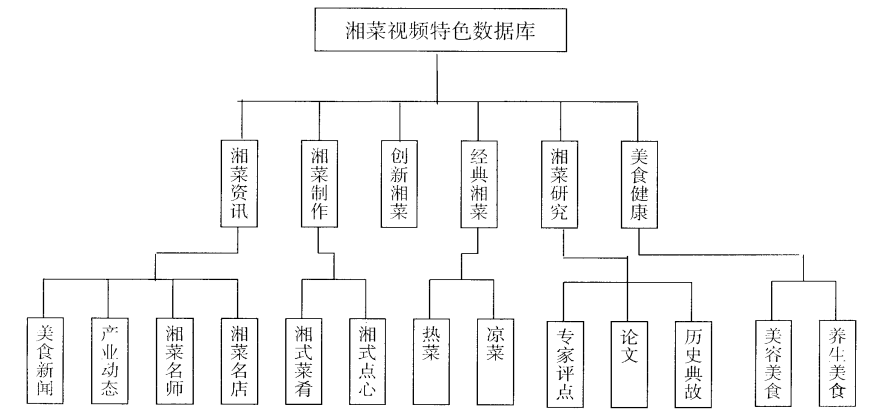 湘菜视频特色数据库
湘菜资讯
湘菜制作
创新湘菜
经典湘菜
湘菜研究
美食健康
美食新闻
产业动态
湘菜名师
湘菜名店
湘式菜肴
湘式点心
热菜
凉菜
专家评点
论文
历史典故
美容美食
养生美食